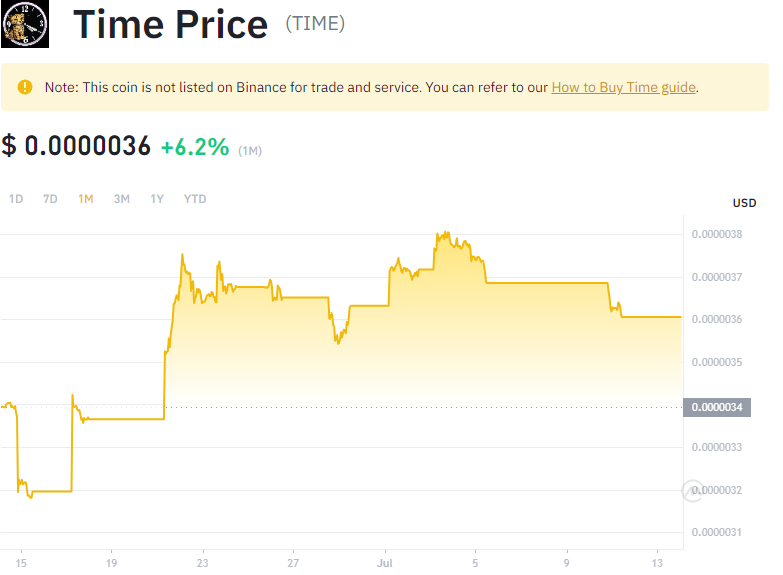 Time Price (TIME)
Note: This coin is not listed on Binance for trade and service. You can refer to our How to Buy Time guide.
$ 0.0000036 +6.2% (1M)
1D 7D 1M 3M 1Y YTD
USD
0.0000038
0.0000037
0.0000036
0.0000035
0.0000034
0.0000033
0.0000032
0.0000031
15 19 23 27 Jul 5 9 13